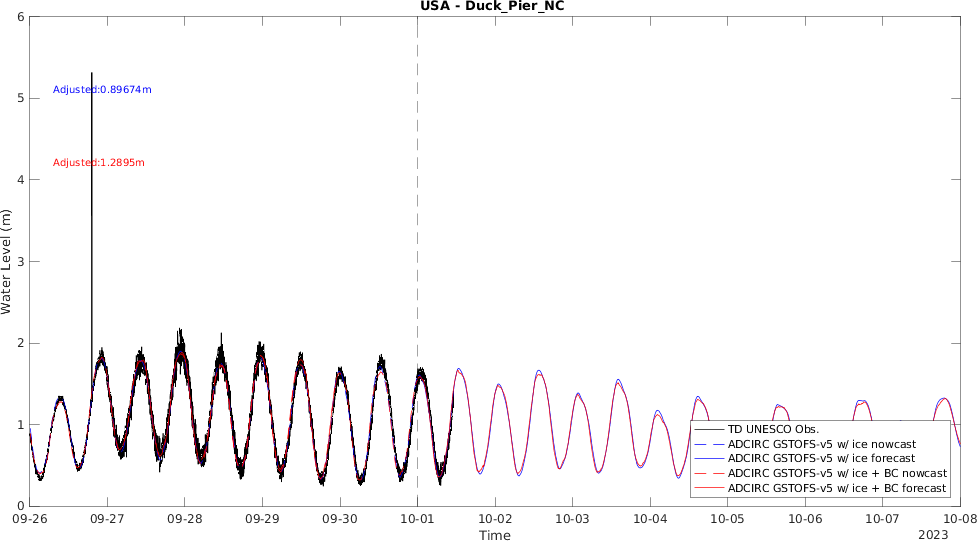 USA - Duck_Pier_NC
6
5
4
3
2
1
0
Water Level (m)
Adjusted:0.89674m
Adjusted:1.2895m
TD UNESCO Obs.
ADCIRC GSTOFS-v5 w/ ice nowcast
ADCIRC GSTOFS-v5 w/ ice forecast
ADCIRC GSTOFS-v5 w/ ice + BC nowcast
ADCIRC GSTOFS-v5 w/ ice + BC forecast
09-26 09-27 09-28 09-29 09-30 10-01 10-02 10-03 10-04 10-05 10-06 10-07 10-08
Time
2023